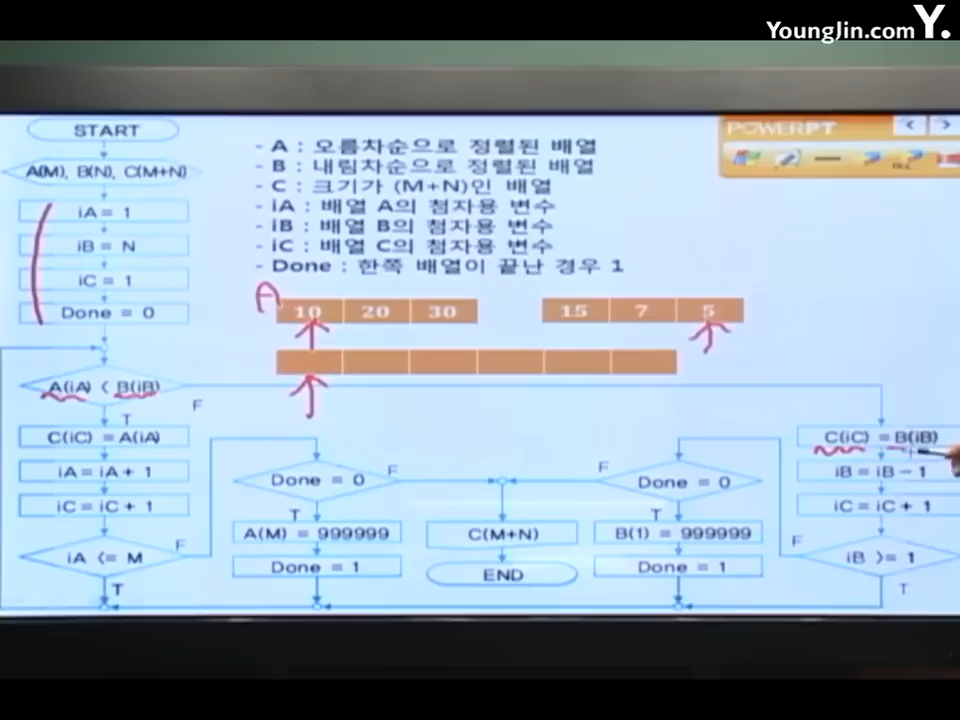 YoungJin.com Y.
START
A(M), B(N), C(M+N)
iA = 1
iB = N
iC = 1
Done = 0
- A : 오름차순으로 정렬된 배열
- B : 내림차순으로 정렬된 배열
- C : 크기가 (M+N)인 배열
- iA : 배열 A의 첨자용 변수
- iB : 배열 B의 첨자용 변수
- iC : 배열 C의 첨자용 변수
- Done : 한쪽 배열이 끝난 경우 1
POWERPT
A
10 20 30
15 7 5
A(iA) < B(iB)
T
F
C(iC) = A(iA)
iA = iA + 1
iC = iC + 1
iA <= M
F
T
Done = 0
F
T
A(M) = 999999
Done = 1
C(M+N)
END
Done = 0
F
T
B(1) = 999999
Done = 1
C(iC) = B(iB)
iB = iB - 1
iC = iC + 1
iB >= 1
F
T